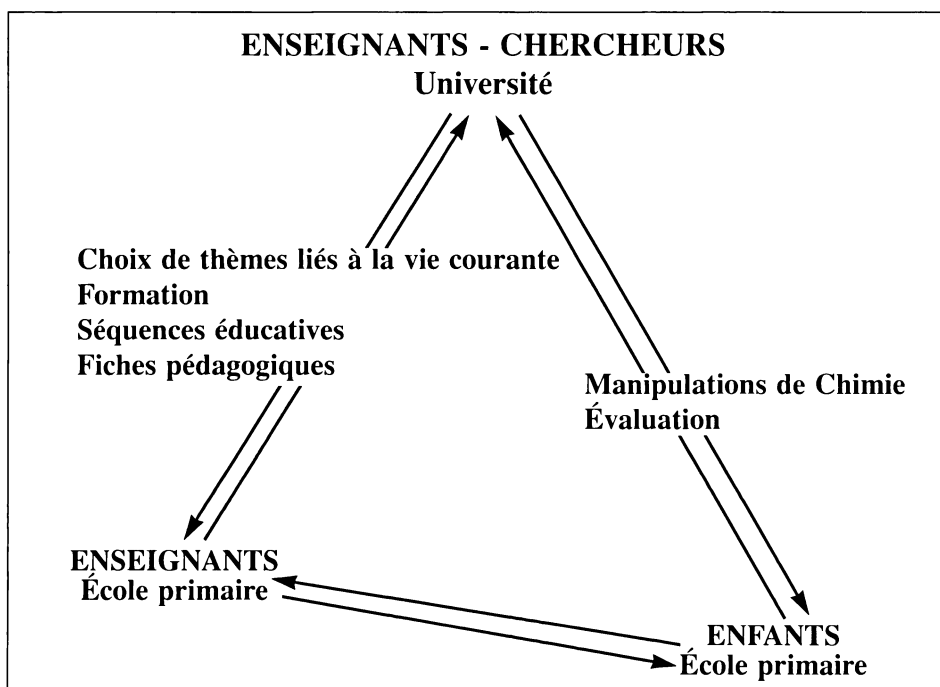 ENSEIGNANTS - CHERCHEURS
Université
Choix de thèmes liés à la vie courante
Formation
Séquences éducatives
Fiches pédagogiques
Manipulations de Chimie
Évaluation
ENSEIGNANTS
École primaire
ENFANTS
École primaire